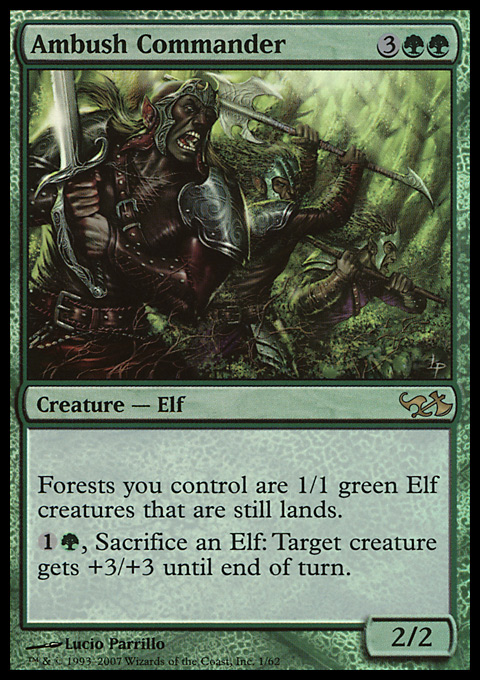 Ambush Commander 3
LP
Creature — Elf
Forests you control are 1/1 green Elf
creatures that are still lands.
1 , Sacrifice an Elf: Target creature
gets +3/+3 until end of turn.
Lucio Parrillo
2/2
™ & © 1993-2007 Wizards of the Coast, Inc. 1/62